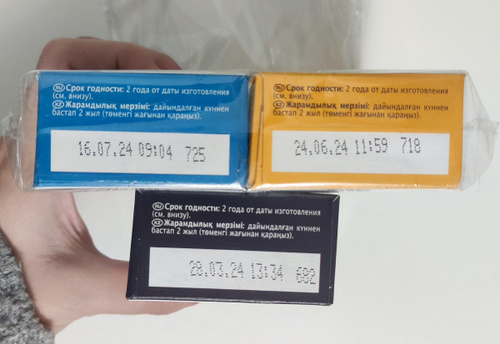 RU Срок годности: 2 года от даты изготовления
(см. внизу).
KZ Жарамдылық мерзімі: дайындалған күннен
бастап 2 жыл (төменгі жағынан қараңыз).
16.07.24 09:04 725
RU Срок годности: 2 года от даты изготовления
(см. внизу).
KZ Жарамдылық мерзімі: дайындалған күннен
бастап 2 жыл (төменгі жағынан қараңыз).
24.06.24 11:59 718
RU Срок годности: 2 года от даты изготовления
(см. внизу).
KZ Жарамдылық мерзімі: дайындалған күннен
бастап 2 жыл (төменгі жағынан қараңыз).
28.03.24 13:34 682